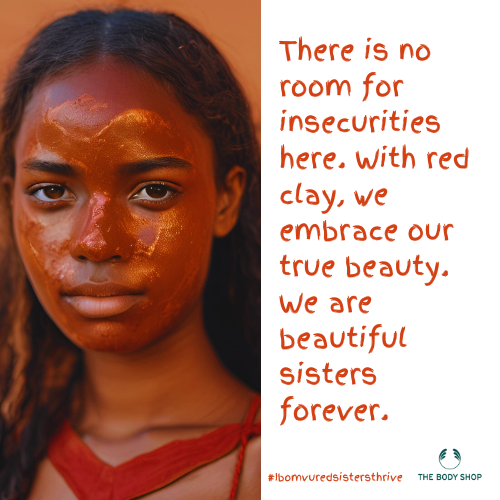 There is no
room for
insecurities
here. With red
clay, we
embrace our
true beauty.
We are
beautiful
sisters
forever.
#Ibomvuredsistersthrive
THE BODY SHOP